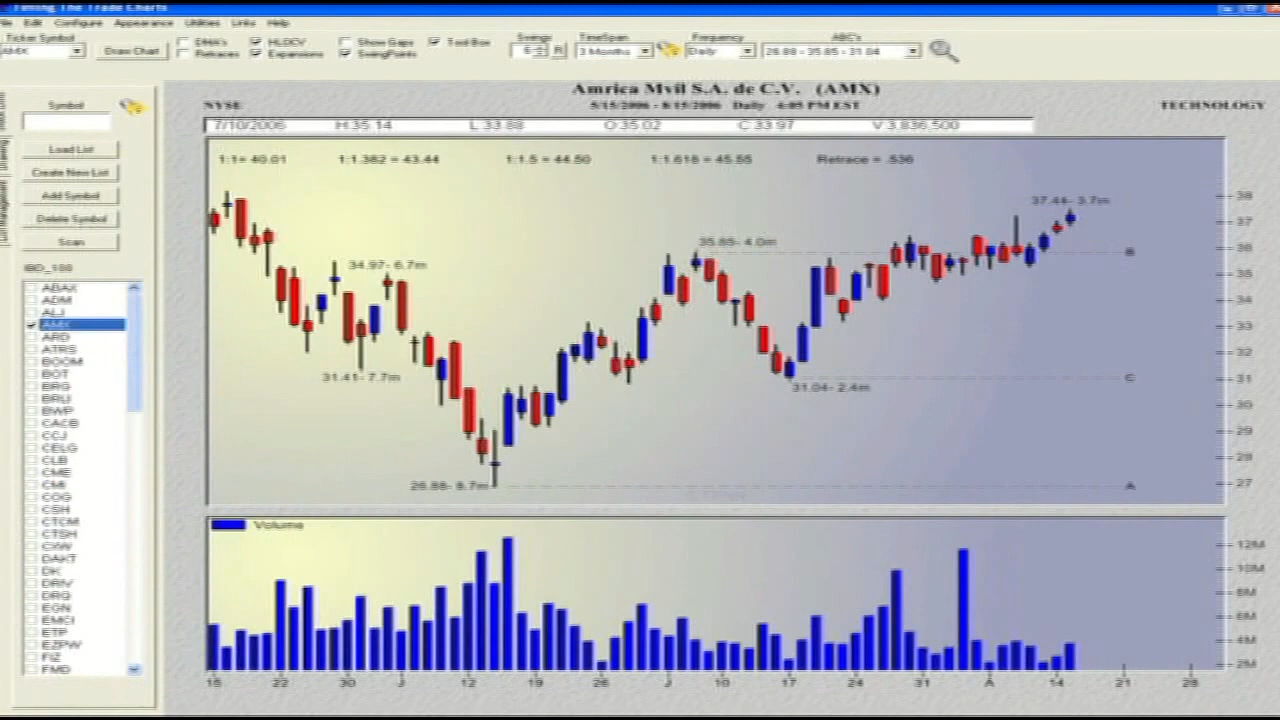 Timing The Trade Charts
File Edit Configure Appearance Utilities Links Help
Ticker Symbol
AMX
Draw Chart
DMA's
HLOCV
Show Gaps
Tool Box
Retraces
Expansions
SwingPoints
Swings
6
R
TimeSpan
3 Months
Frequency
Daily
ABC's
26.88 - 35.85 - 31.04
Amrica Mvil S.A. de C.V. (AMX)
NYSE
5/15/2006 - 8/15/2006 Daily 4:05 PM EST
TECHNOLOGY
7/10/2006 H:35.14 L:33.88 O:35.02 C:33.97 V:3,836,500
1:1= 40.01 1:1.382 = 43.44 1:1.5 = 44.50 1:1.618 = 45.55 Retrace = .536
Symbol
Load List
Create New List
Add Symbol
Delete Symbol
Scan
IBD_100
ABAX
ADM
ALJ
AMX
ARD
ATRS
BOOM
BOT
BRG
BRLI
BWP
CACB
CCJ
CELG
CLB
CME
CMI
COG
CSH
CTCM
CTSH
CXW
DAKT
DK
DRIV
DRQ
EGN
EMCI
ETP
EZPW
FIZ
FMD
37.44- 3.7m
35.85- 4.0m
34.97- 6.7m
31.41- 7.7m
31.04- 2.4m
26.88- 8.7m
B
C
A
38
37
36
35
34
33
32
31
30
29
28
27
Volume
12M
10M
8M
6M
4M
2M
15 22 30 J 12 19 26 J 10 17 24 31 A 14 21 28